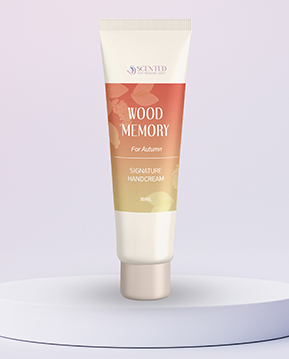 SCENTED
WOOD
MEMORY
For Autumn
SIGNATURE
HANDCREAM